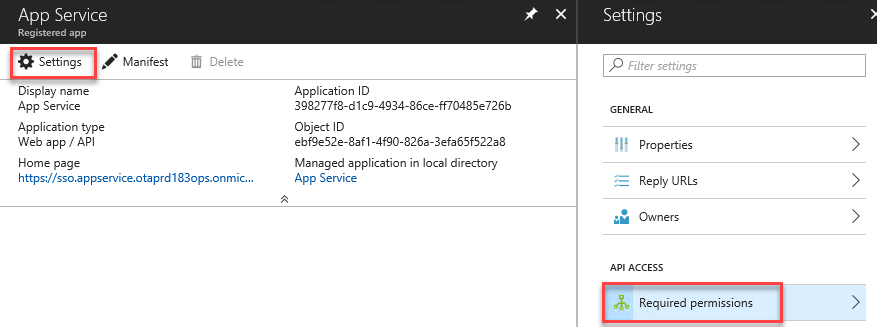 App Service
Registered app
Settings Manifest Delete
Display name
App Service
Application type
Web app / API
Home page
https://sso.appservice.otaprd183ops.onmic...
Application ID
398277f8-d1c9-4934-86ce-ff70485e726b
Object ID
ebf9e52e-8af1-4f90-826a-3efa65f522a8
Managed application in local directory
App Service
Settings
Filter settings
GENERAL
Properties
Reply URLs
Owners
API ACCESS
Required permissions